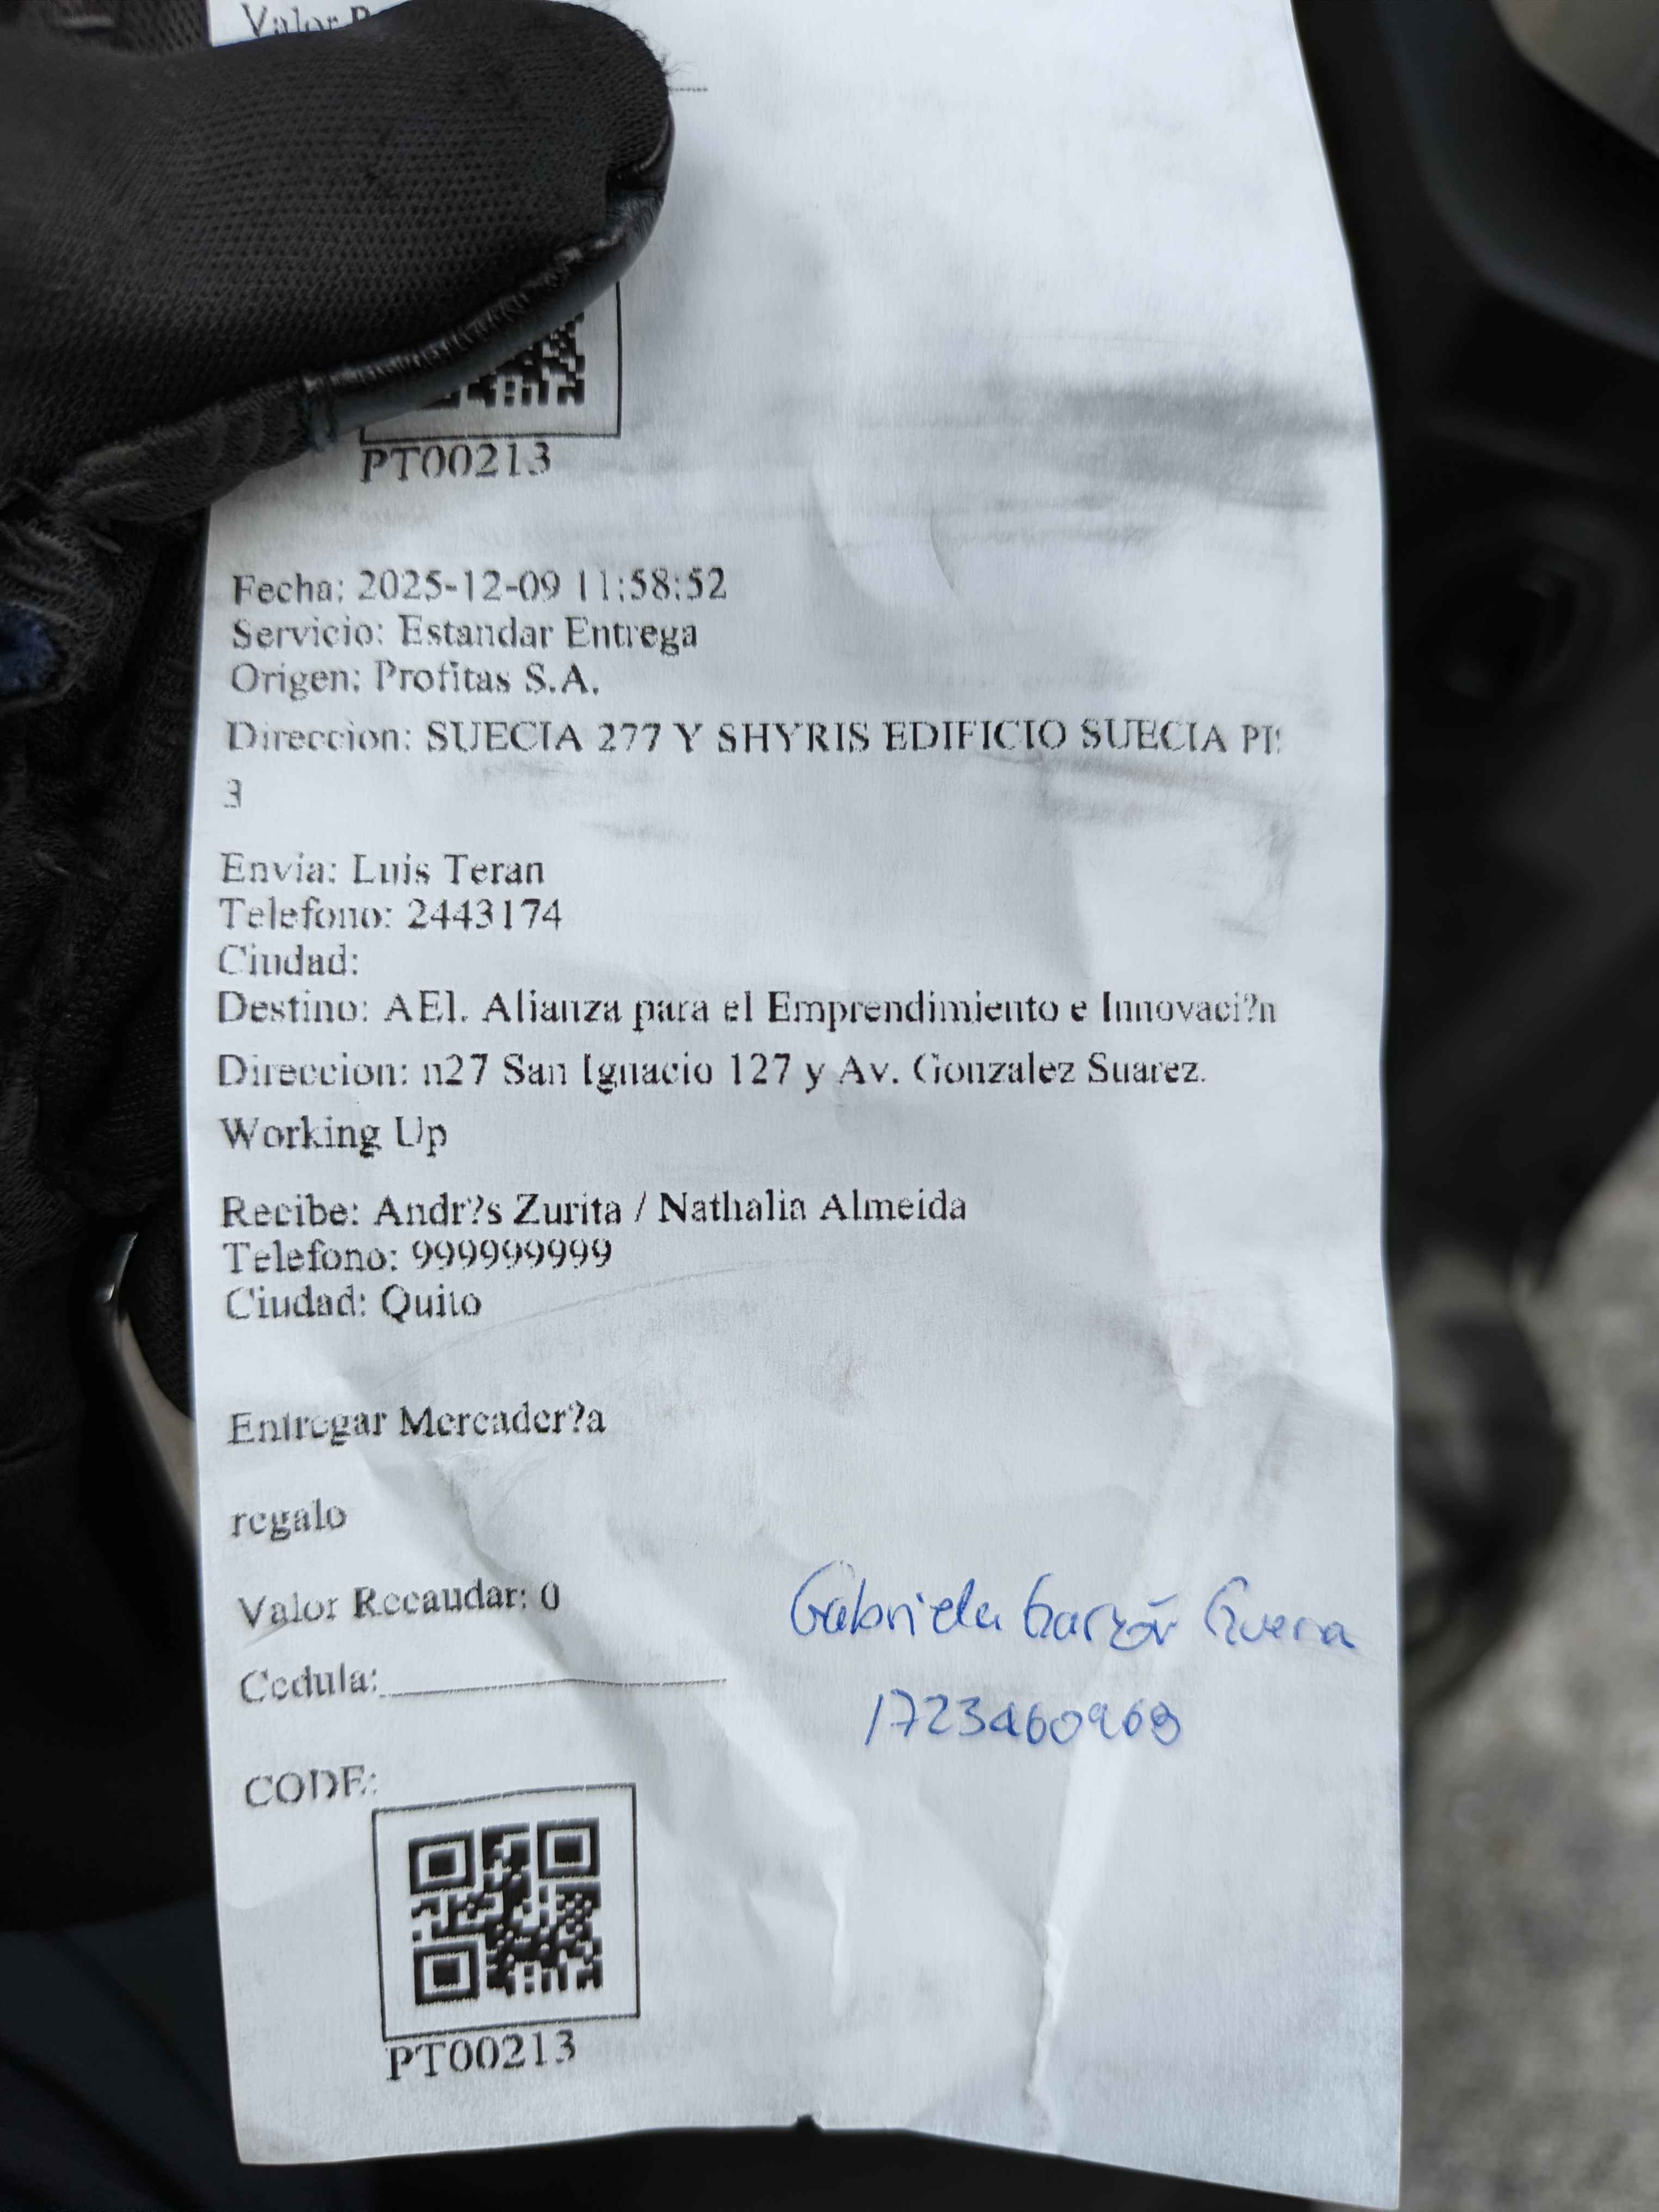 Valor
PT00213
Fecha: 2025-12-09 11:58:52
Servicio: Estandar Entrega
Origen: Profitas S.A.
Direccion: SUECIA 277 Y SHYRIS EDIFICIO SUECIA
3
Envia: Luis Teran
Telefono: 2443174
Ciudad:
Destino: AEI. Alianza para el Emprendimiento e Innovaci?n
Direccion: n27 San Ignacio 127 y Av. Gonzalez Suarez.
Working Up
Recibe: Andr?s Zurita / Nathalia Almeida
Telefono: 999999999
Ciudad: Quito
Entregar Mercader?a
regalo
Valor Recaudar: 0
Gabriela Garzón
Cedula:
CODE:
PT00213